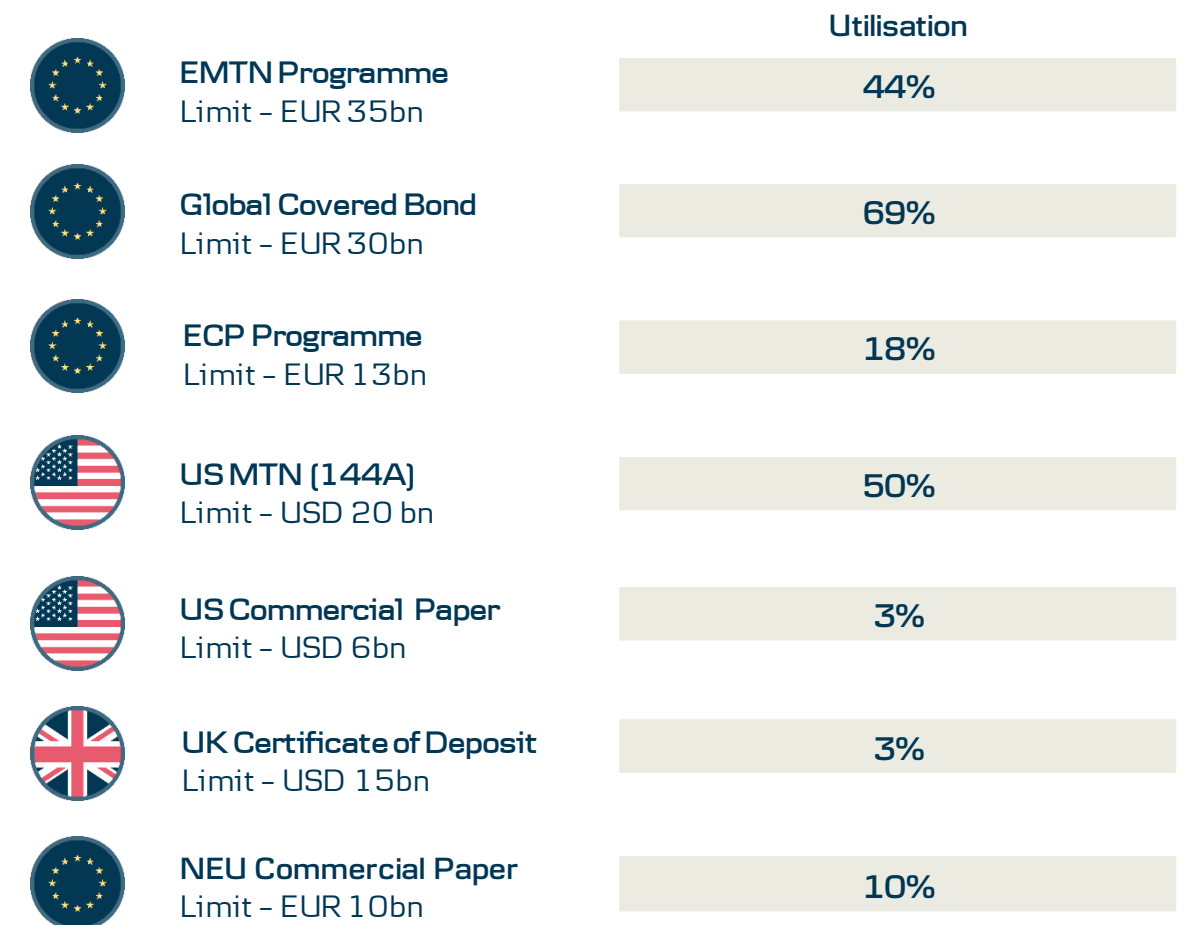 Utilisation
EMTN Programme
Limit – EUR 35bn
44%
Global Covered Bond
Limit – EUR 30bn
69%
ECP Programme
Limit – EUR 13bn
18%
US MTN (144A)
Limit – USD 20 bn
50%
US Commercial Paper
Limit – USD 6bn
3%
UK Certificate of Deposit
Limit – USD 15bn
3%
NEU Commercial Paper
Limit – EUR 10bn
10%